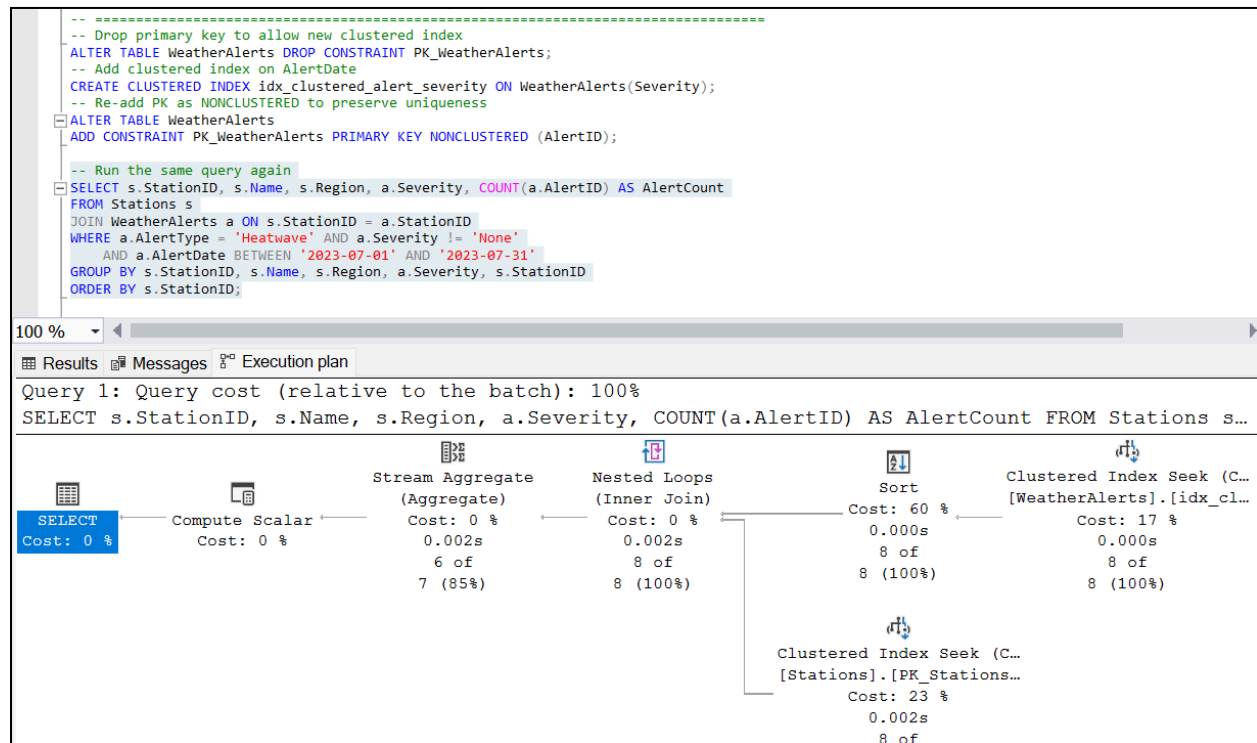 -- ================================================================================
-- Drop primary key to allow new clustered index
ALTER TABLE WeatherAlerts DROP CONSTRAINT PK_WeatherAlerts;
-- Add clustered index on AlertDate
CREATE CLUSTERED INDEX idx_clustered_alert_severity ON WeatherAlerts(Severity);
-- Re-add PK as NONCLUSTERED to preserve uniqueness
ALTER TABLE WeatherAlerts
ADD CONSTRAINT PK_WeatherAlerts PRIMARY KEY NONCLUSTERED (AlertID);
-- Run the same query again
SELECT s.StationID, s.Name, s.Region, a.Severity, COUNT(a.AlertID) AS AlertCount
FROM Stations s
JOIN WeatherAlerts a ON s.StationID = a.StationID
WHERE a.AlertType = 'Heatwave' AND a.Severity != 'None'
AND a.AlertDate BETWEEN '2023-07-01' AND '2023-07-31'
GROUP BY s.StationID, s.Name, s.Region, a.Severity, s.StationID
ORDER BY s.StationID;
100 %
Results Messages Execution plan
Query 1: Query cost (relative to the batch): 100%
SELECT s.StationID, s.Name, s.Region, a.Severity, COUNT(a.AlertID) AS AlertCount FROM Stations s…
SELECT
Cost: 0 %
Compute Scalar
Cost: 0 %
Stream Aggregate
(Aggregate)
Cost: 0 %
0.002s
6 of
7 (85%)
Nested Loops
(Inner Join)
Cost: 0 %
0.002s
8 of
8 (100%)
Sort
Cost: 60 %
0.000s
8 of
8 (100%)
Clustered Index Seek (C…
[WeatherAlerts].[idx_cl…
Cost: 17 %
0.000s
8 of
8 (100%)
Clustered Index Seek (C…
[Stations].[PK_Stations…
Cost: 23 %
0.002s
8 of